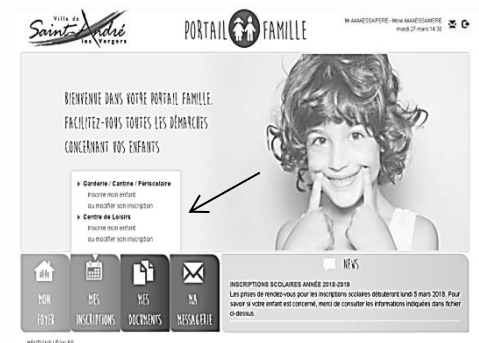 Ville de
Saint-André
les Vergers
PORTAIL FAMILLE
Mr AAAAESSAIPERE - Mme AAAAESSAIMERE
mardi 27 mars 14:33
BIENVENUE DANS VOTRE PORTAIL FAMILLE.
FACILITEZ-VOUS TOUTES LES DÉMARCHES
CONCERNANT VOS ENFANTS
Garderie / Cantine / Périscolaire
Inscrire mon enfant
ou modifier son inscription
Centre de Loisirs
Inscrire mon enfant
ou modifier son inscription
MON
FOYER
MES
INSCRIPTIONS
MES
DOCUMENTS
MA
MESSAGERIE
NEWS
INSCRIPTIONS SCOLAIRES ANNÉE 2018-2019
Les prises de rendez-vous pour les inscriptions scolaires débuteront lundi 5 mars 2018. Pour
savoir si votre enfant est concerné, merci de consulter les informations indiquées dans fichier
ci-dessus.
MENTIONS LÉGALES